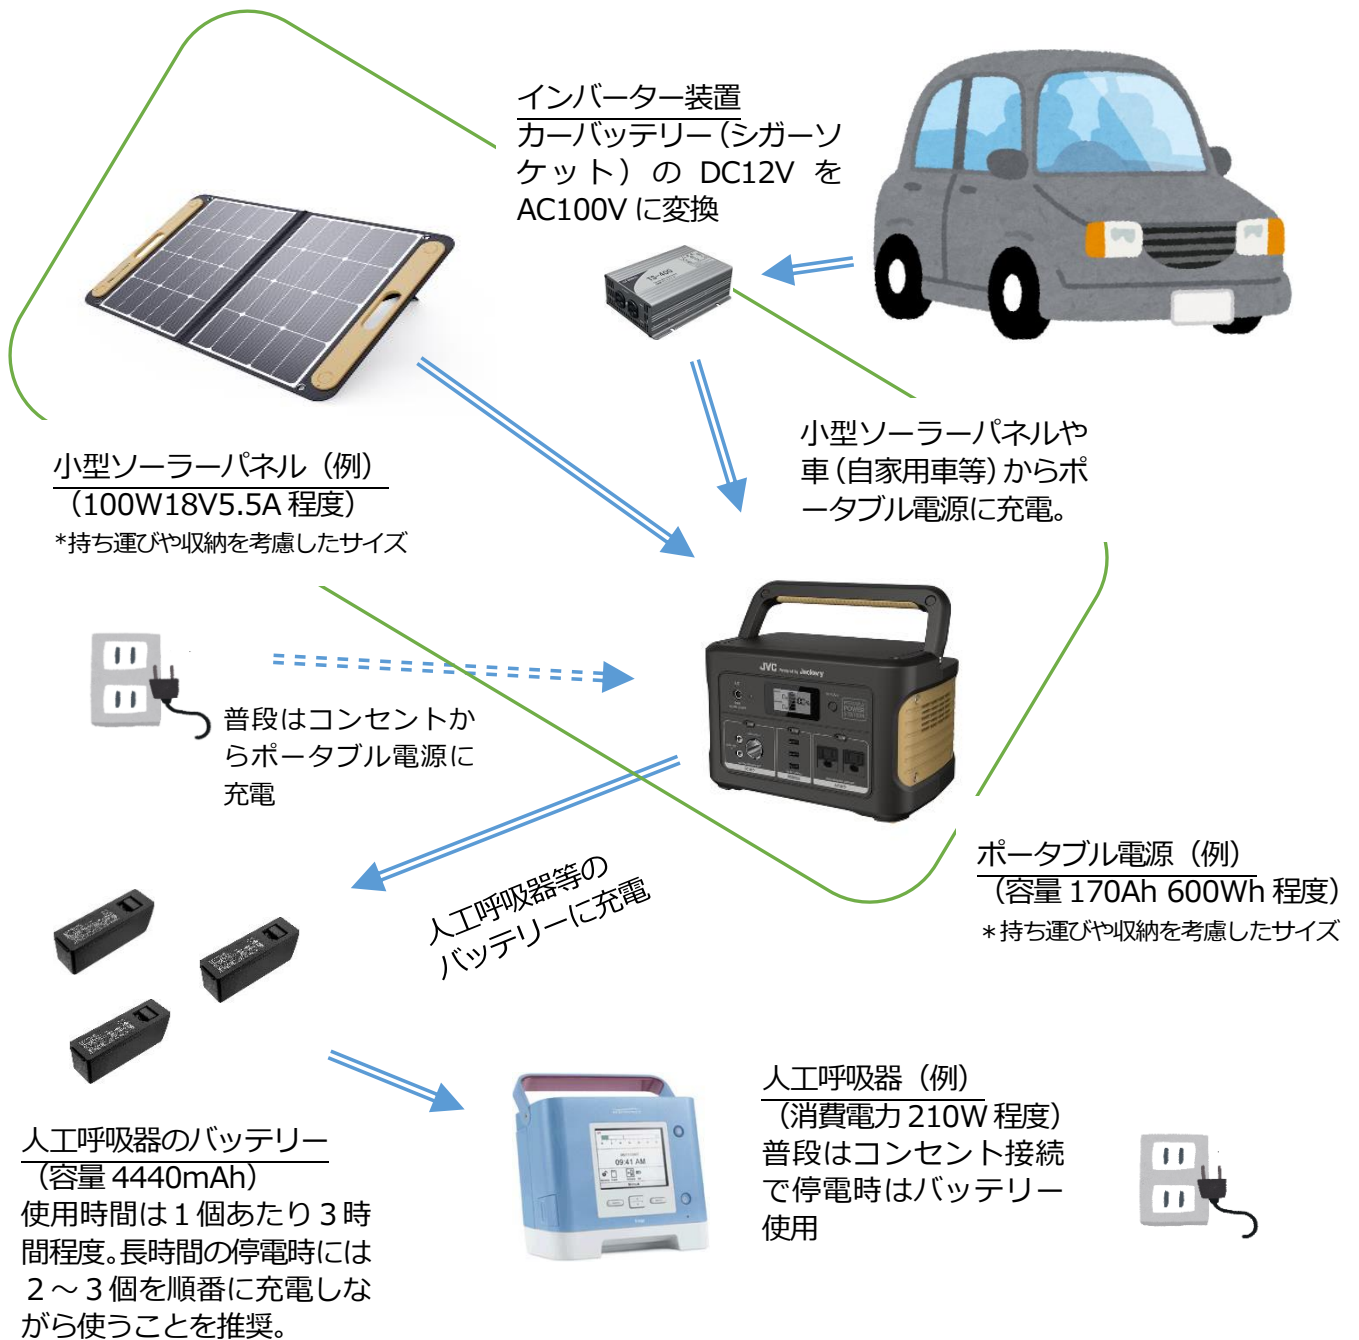 インバーター装置
カーバッテリー（シガーソ
ケット）の DC12V を
AC100V に変換
TS-400
小型ソーラーパネル（例）
（100W18V5.5A 程度）
*持ち運びや収納を考慮したサイズ
小型ソーラーパネルや
車（自家用車等）からポ
ータブル電源に充電。
普段はコンセントか
らポータブル電源に
充電
JVC Powered by Jackery
ポータブル電源（例）
（容量 170Ah 600Wh 程度）
＊持ち運びや収納を考慮したサイズ
人工呼吸器等の
バッテリーに充電
人工呼吸器のバッテリー
（容量 4440mAh）
使用時間は１個あたり３時
間程度。長時間の停電時には
２～３個を順番に充電しな
がら使うことを推奨。
09:41 AM
人工呼吸器（例）
（消費電力 210W 程度）
普段はコンセント接続
で停電時はバッテリー
使用